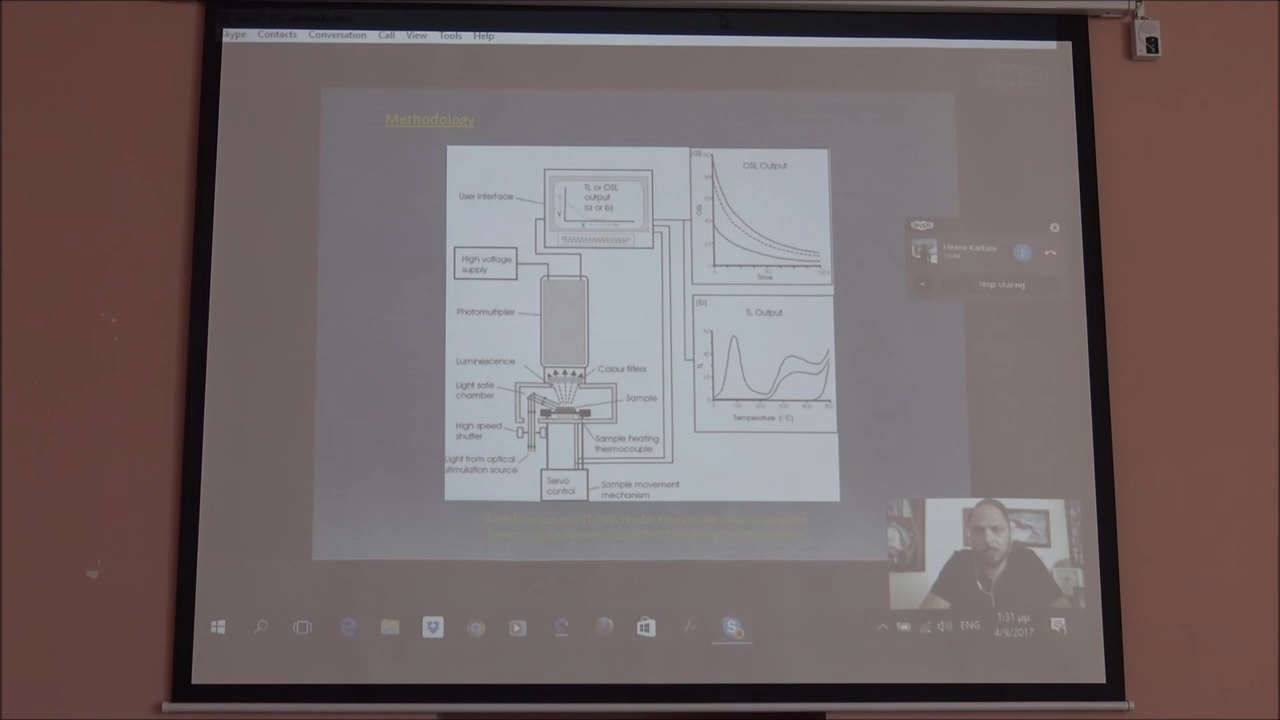 Skype Contacts Conversation Call View Tools Help
Methodology
User Interface
TL or OSL
output
(a or b)
Y
X
High voltage
supply
Photomultiplier
Luminescence
Colour filters
Light safe
chamber
Sample
High speed
shutter
Sample heating
thermocouple
Light from optical
stimulation source
Servo
control
Sample movement
mechanism
(a)
OSL Output
OSL
Time
(b)
TL Output
TL
Temperature (°C)
Stop sharing
ENG
1:31 μμ
4/9/2017